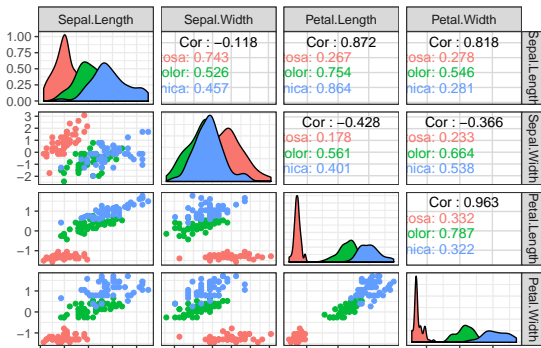 Sepal.Length Sepal.Width Petal.Length Petal.Width
1.00
0.75
0.50
0.25
0.00
Cor : −0.118
osa: 0.743
olor: 0.526
nica: 0.457
Cor : 0.872
osa: 0.267
olor: 0.754
nica: 0.864
Cor : 0.818
osa: 0.278
olor: 0.546
nica: 0.281
Sepal.Length
3
2
1
0
−1
−2
Cor : −0.428
osa: 0.178
olor: 0.561
nica: 0.401
Cor : −0.366
osa: 0.233
olor: 0.664
nica: 0.538
Sepal.Width
1
0
−1
Cor : 0.963
osa: 0.332
olor: 0.787
nica: 0.322
Petal.Length
1
0
−1
Petal.Width